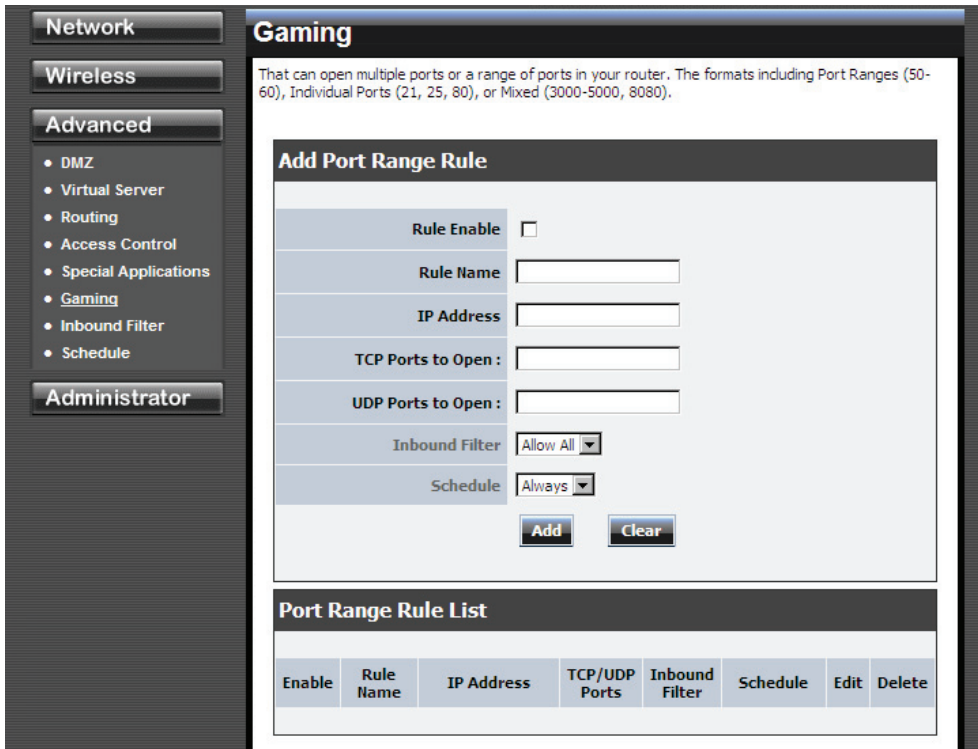 Network
Wireless
Advanced
• DMZ
• Virtual Server
• Routing
• Access Control
• Special Applications
• Gaming
• Inbound Filter
• Schedule
Administrator
Gaming
That can open multiple ports or a range of ports in your router. The formats including Port Ranges (50-
60), Individual Ports (21, 25, 80), or Mixed (3000-5000, 8080).
Add Port Range Rule
Rule Enable
Rule Name
IP Address
TCP Ports to Open :
UDP Ports to Open :
Inbound Filter Allow All
Schedule Always
Add Clear
Port Range Rule List
Enable Rule Name IP Address TCP/UDP Ports Inbound Filter Schedule Edit Delete